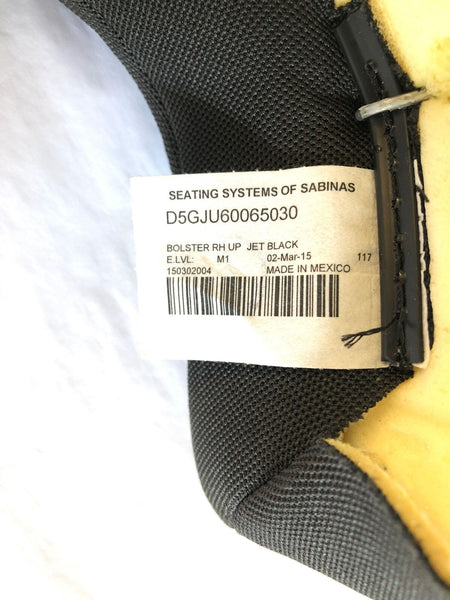 SEATING SYSTEMS OF SABINAS
D5GJU60065030
BOLSTER RH UP JET BLACK
E.LVL: M1 02-Mar-15 117
150302004 MADE IN MEXICO